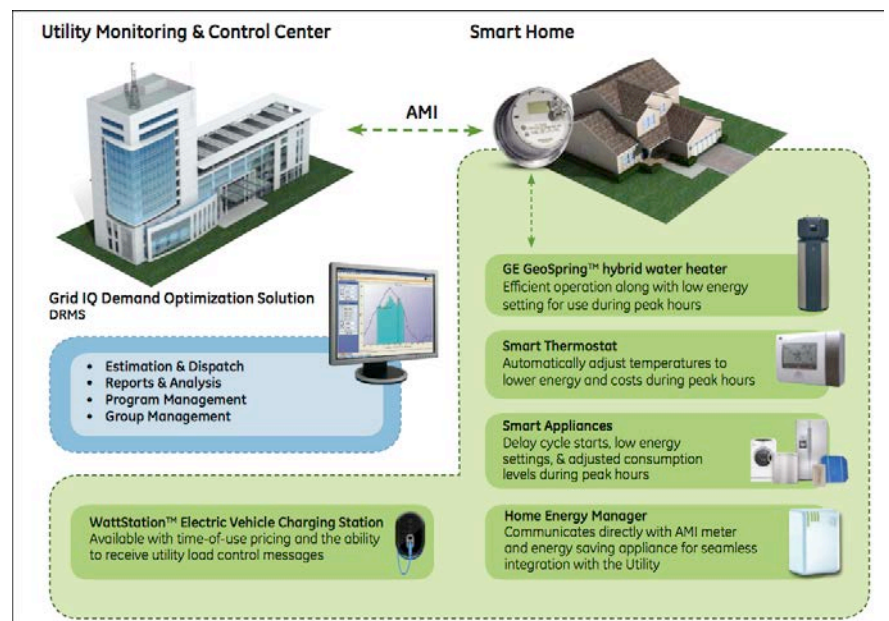 Utility Monitoring & Control Center
Smart Home
AMI
Grid IQ Demand Optimization Solution
DRMS
• Estimation & Dispatch
• Reports & Analysis
• Program Management
• Group Management
GE GeoSpring™ hybrid water heater
Efficient operation along with low energy
setting for use during peak hours
Smart Thermostat
Automatically adjust temperatures to
lower energy and costs during peak hours
Smart Appliances
Delay cycle starts, low energy
settings, & adjusted consumption
levels during peak hours
WattStation™ Electric Vehicle Charging Station
Available with time-of-use pricing and the ability
to receive utility load control messages
Home Energy Manager
Communicates directly with AMI meter
and energy saving appliance for seamless
integration with the Utility